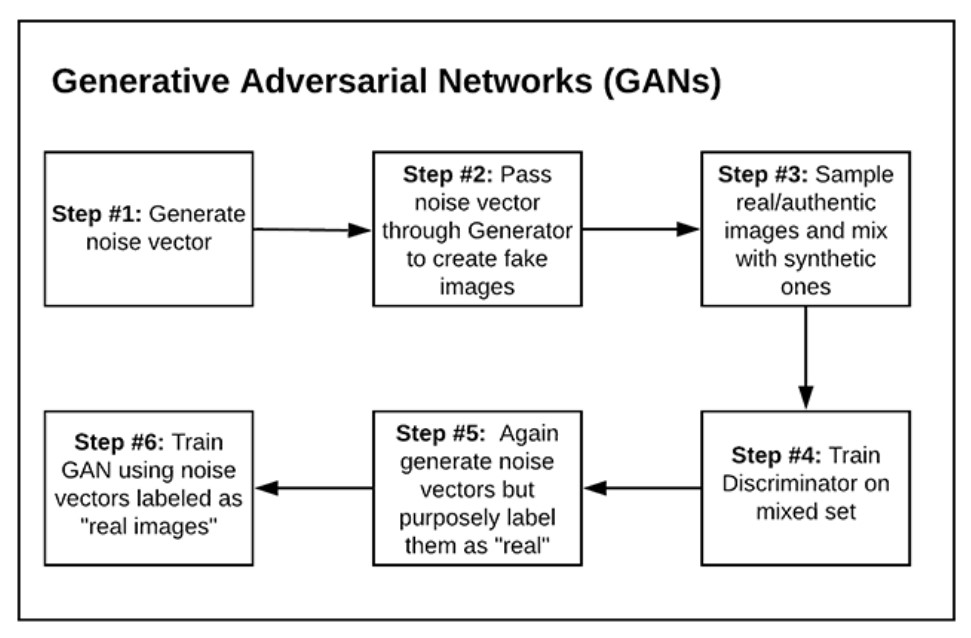 Generative Adversarial Networks (GANs)
Step #1: Generate
noise vector
Step #2: Pass
noise vector
through Generator
to create fake
images
Step #3: Sample
real/authentic
images and mix
with synthetic
ones
Step #4: Train
Discriminator on
mixed set
Step #5: Again
generate noise
vectors but
purposely label
them as "real"
Step #6: Train
GAN using noise
vectors labeled as
"real images"